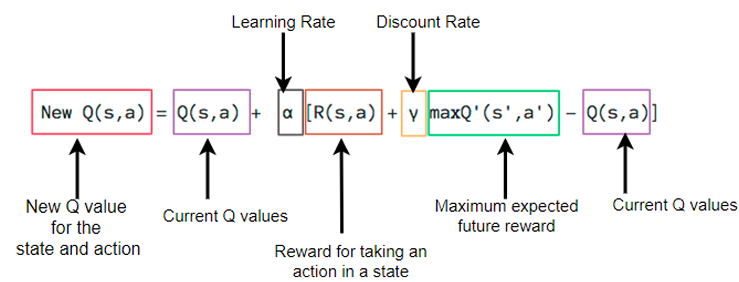 Learning Rate
Discount Rate
New Q(s,a) = Q(s,a) + α [R(s,a) + γ maxQ'(s',a') − Q(s,a)]
New Q value
for the
state and action
Current Q values
Reward for taking an
action in a state
Maximum expected
future reward
Current Q values